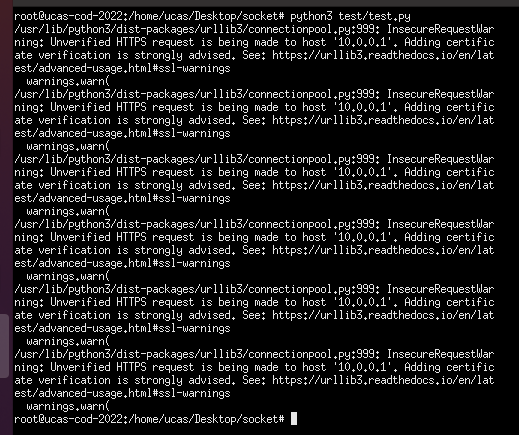 root@ucas-cod-2022:/home/ucas/Desktop/socket# python3 test/test.py
/usr/lib/python3/dist-packages/urllib3/connectionpool.py:999: InsecureRequestWar
ning: Unverified HTTPS request is being made to host '10.0.0.1'. Adding certific
ate verification is strongly advised. See: https://urllib3.readthedocs.io/en/lat
est/advanced-usage.html#ssl-warnings
  warnings.warn(
/usr/lib/python3/dist-packages/urllib3/connectionpool.py:999: InsecureRequestWar
ning: Unverified HTTPS request is being made to host '10.0.0.1'. Adding certific
ate verification is strongly advised. See: https://urllib3.readthedocs.io/en/lat
est/advanced-usage.html#ssl-warnings
  warnings.warn(
/usr/lib/python3/dist-packages/urllib3/connectionpool.py:999: InsecureRequestWar
ning: Unverified HTTPS request is being made to host '10.0.0.1'. Adding certific
ate verification is strongly advised. See: https://urllib3.readthedocs.io/en/lat
est/advanced-usage.html#ssl-warnings
  warnings.warn(
/usr/lib/python3/dist-packages/urllib3/connectionpool.py:999: InsecureRequestWar
ning: Unverified HTTPS request is being made to host '10.0.0.1'. Adding certific
ate verification is strongly advised. See: https://urllib3.readthedocs.io/en/lat
est/advanced-usage.html#ssl-warnings
  warnings.warn(
/usr/lib/python3/dist-packages/urllib3/connectionpool.py:999: InsecureRequestWar
ning: Unverified HTTPS request is being made to host '10.0.0.1'. Adding certific
ate verification is strongly advised. See: https://urllib3.readthedocs.io/en/lat
est/advanced-usage.html#ssl-warnings
  warnings.warn(
/usr/lib/python3/dist-packages/urllib3/connectionpool.py:999: InsecureRequestWar
ning: Unverified HTTPS request is being made to host '10.0.0.1'. Adding certific
ate verification is strongly advised. See: https://urllib3.readthedocs.io/en/lat
est/advanced-usage.html#ssl-warnings
  warnings.warn(
root@ucas-cod-2022:/home/ucas/Desktop/socket#